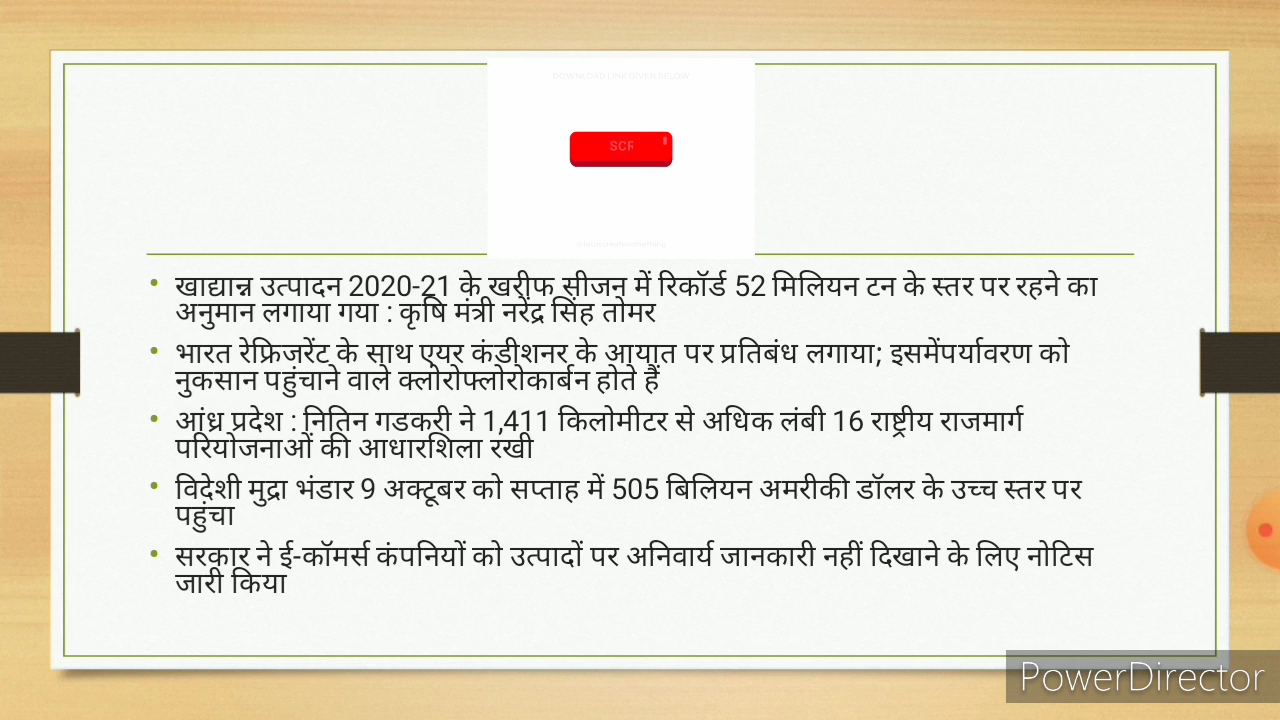 DOWNLOAD LINK GIVEN BELOW
SCR
• खाद्यान्न उत्पादन 2020-21 के खरीफ सीजन में रिकॉर्ड 52 मिलियन टन के स्तर पर रहने का
अनुमान लगाया गया : कृषि मंत्री नरेंद्र सिंह तोमर
• भारत रेफ्रिजरेंट के साथ एयर कंडीशनर के आयात पर प्रतिबंध लगाया; इसमेंपर्यावरण को
नुकसान पहुंचाने वाले क्लोरोफ्लोरोकार्बन होते हैं
• आंध्र प्रदेश : नितिन गडकरी ने 1,411 किलोमीटर से अधिक लंबी 16 राष्ट्रीय राजमार्ग
परियोजनाओं की आधारशिला रखी
• विदेशी मुद्रा भंडार 9 अक्टूबर को सप्ताह में 505 बिलियन अमरीकी डॉलर के उच्च स्तर पर
पहुंचा
• सरकार ने ई-कॉमर्स कंपनियों को उत्पादों पर अनिवार्य जानकारी नहीं दिखाने के लिए नोटिस
जारी किया
PowerDirector